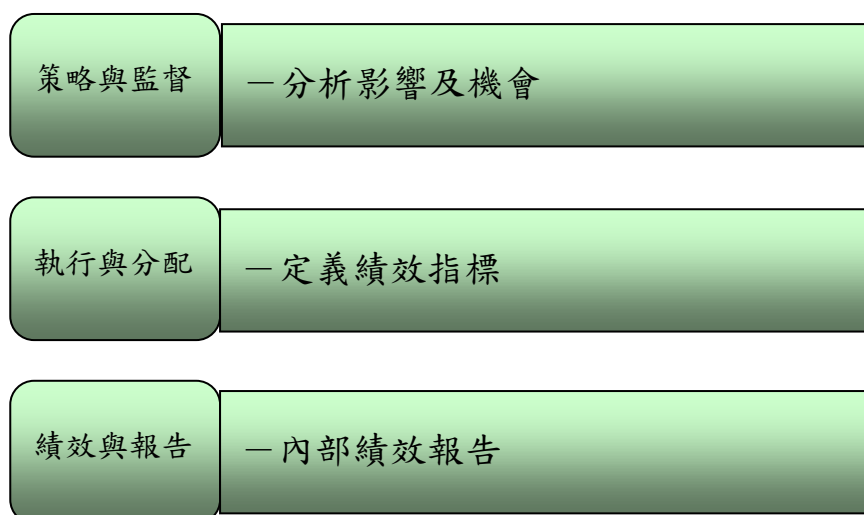 策略與監督
－分析影響及機會
執行與分配
－定義績效指標
績效與報告
－內部績效報告